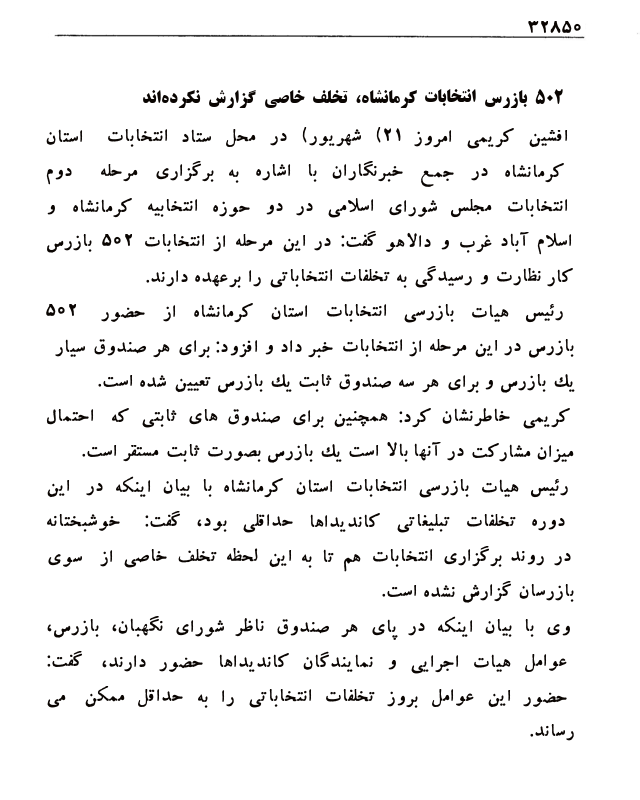 ۳۲۸۵۰
۵۰۲ بازرس انتخابات کرمانشاه، تخلف خاصی گزارش نکرده‌اند
افشین کریمی امروز ۲۱) شهریور) در محل ستاد انتخابات استان
کرمانشاه در جمع خبرنگاران با اشاره به برگزاری مرحله دوم
انتخابات مجلس شورای اسلامی در دو حوزه انتخابیه کرمانشاه و
اسلام آباد غرب و دالاهو گفت: در این مرحله از انتخابات ۵۰۲ بازرس
کار نظارت و رسیدگی به تخلفات انتخاباتی را برعهده دارند.
رئیس هیات بازرسی انتخابات استان کرمانشاه از حضور ۵۰۲
بازرس در این مرحله از انتخابات خبر داد و افزود: برای هر صندوق سیار
یك بازرس و برای هر سه صندوق ثابت یك بازرس تعیین شده است.
کریمی خاطرنشان کرد: همچنین برای صندوق های ثابتی که احتمال
میزان مشارکت در آنها بالا است یك بازرس بصورت ثابت مستقر است.
رئیس هیات بازرسی انتخابات استان کرمانشاه با بیان اینکه در این
دوره تخلفات تبلیغاتی کاندیداها حداقلی بود، گفت: خوشبختانه
در روند برگزاری انتخابات هم تا به این لحظه تخلف خاصی از سوی
بازرسان گزارش نشده است.
وی با بیان اینکه در پای هر صندوق ناظر شورای نگهبان، بازرس،
عوامل هیات اجرایی و نمایندگان کاندیداها حضور دارند، گفت:
حضور این عوامل بروز تخلفات انتخاباتی را به حداقل ممکن می
رساند.